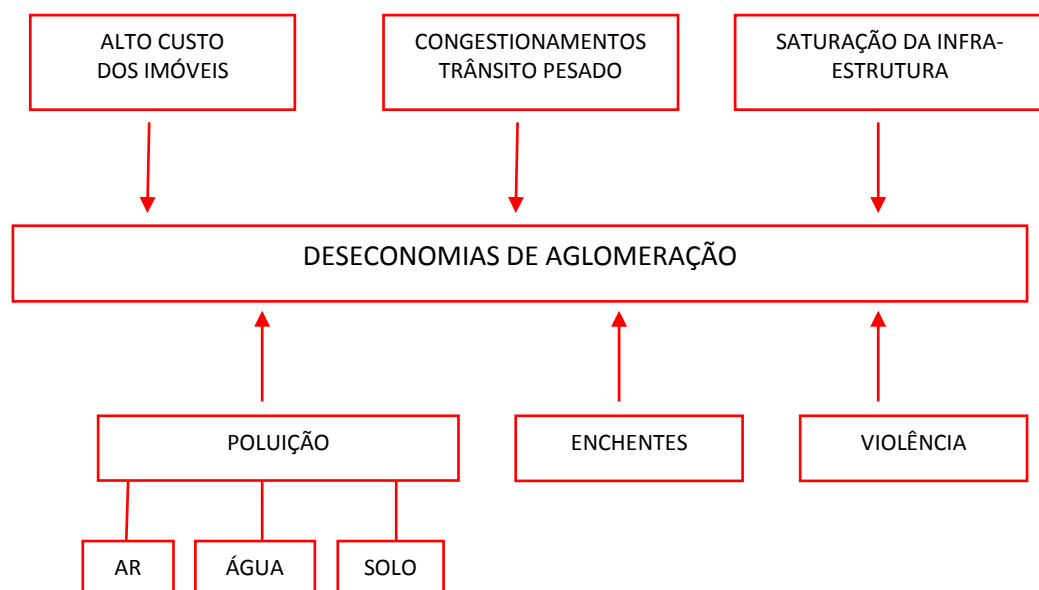 ALTO CUSTO
DOS IMÓVEIS
CONGESTIONAMENTOS
TRÂNSITO PESADO
SATURAÇÃO DA INFRA-
ESTRUTURA
DESECONOMIAS DE AGLOMERAÇÃO
POLUIÇÃO
ENCHENTES
VIOLÊNCIA
AR
ÁGUA
SOLO